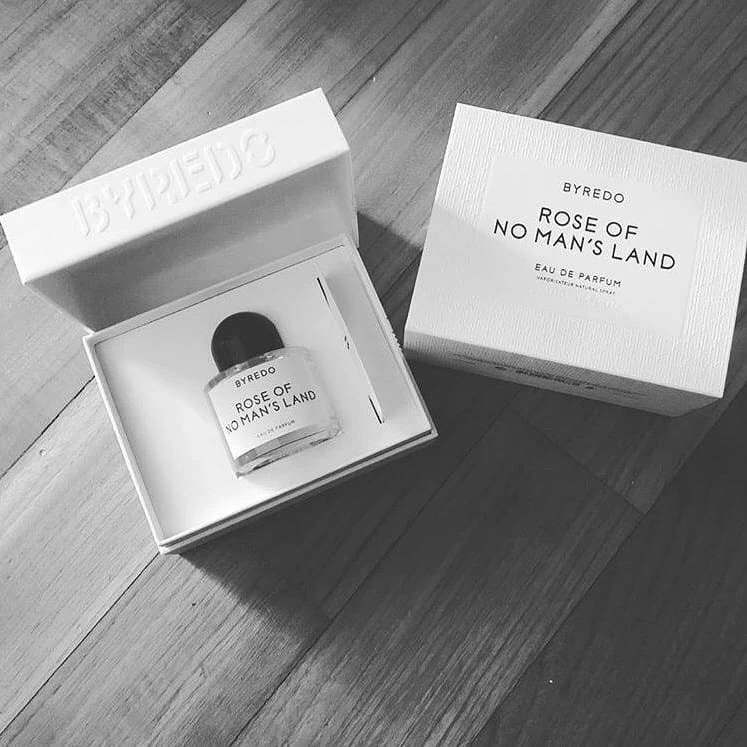 BYREDO
BYREDO
ROSE OF
NO MAN'S LAND
EAU DE PARFUM
BYREDO
ROSE OF
NO MAN'S LAND
EAU DE PARFUM
VAPORISATEUR NATURAL SPRAY